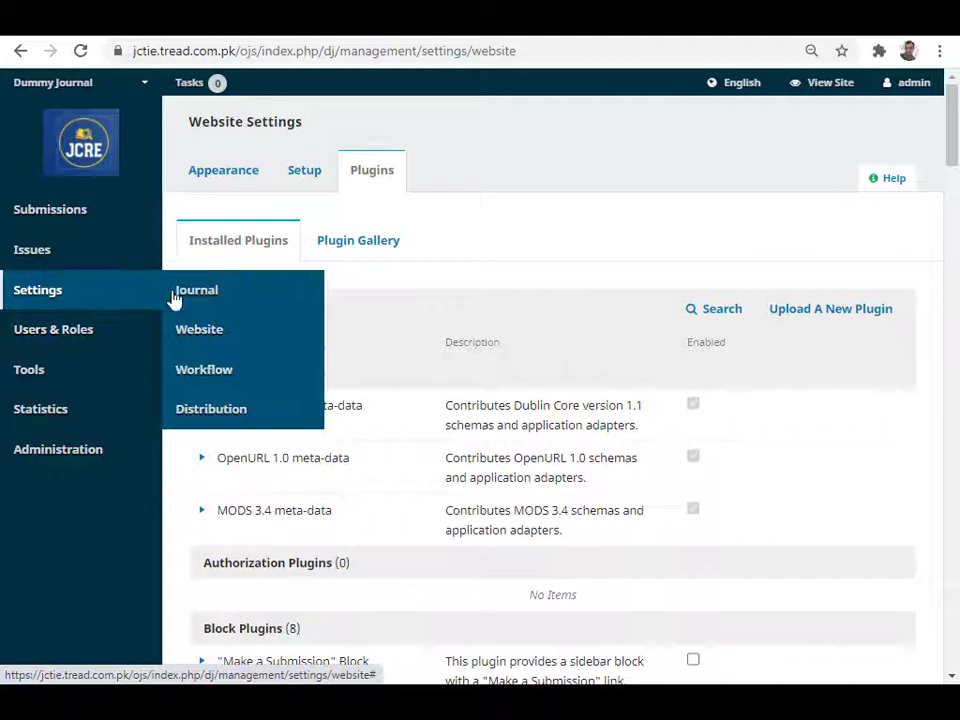 jctie.tread.com.pk/ojs/index.php/dj/management/settings/website
Dummy Journal
Tasks 0
English
View Site
admin
JCRE
Website Settings
Appearance
Setup
Plugins
Help
Submissions
Issues
Settings
Users & Roles
Tools
Statistics
Administration
Journal
Website
Workflow
Distribution
Installed Plugins
Plugin Gallery
Search
Upload A New Plugin
Description
Enabled
ta-data
Contributes Dublin Core version 1.1
schemas and application adapters.
OpenURL 1.0 meta-data
Contributes OpenURL 1.0 schemas
and application adapters.
MODS 3.4 meta-data
Contributes MODS 3.4 schemas and
application adapters.
Authorization Plugins (0)
No Items
Block Plugins (8)
"Make a Submission" Block
This plugin provides a sidebar block
with a "Make a Submission" link.
https://jctie.tread.com.pk/ojs/index.php/dj/management/settings/website#